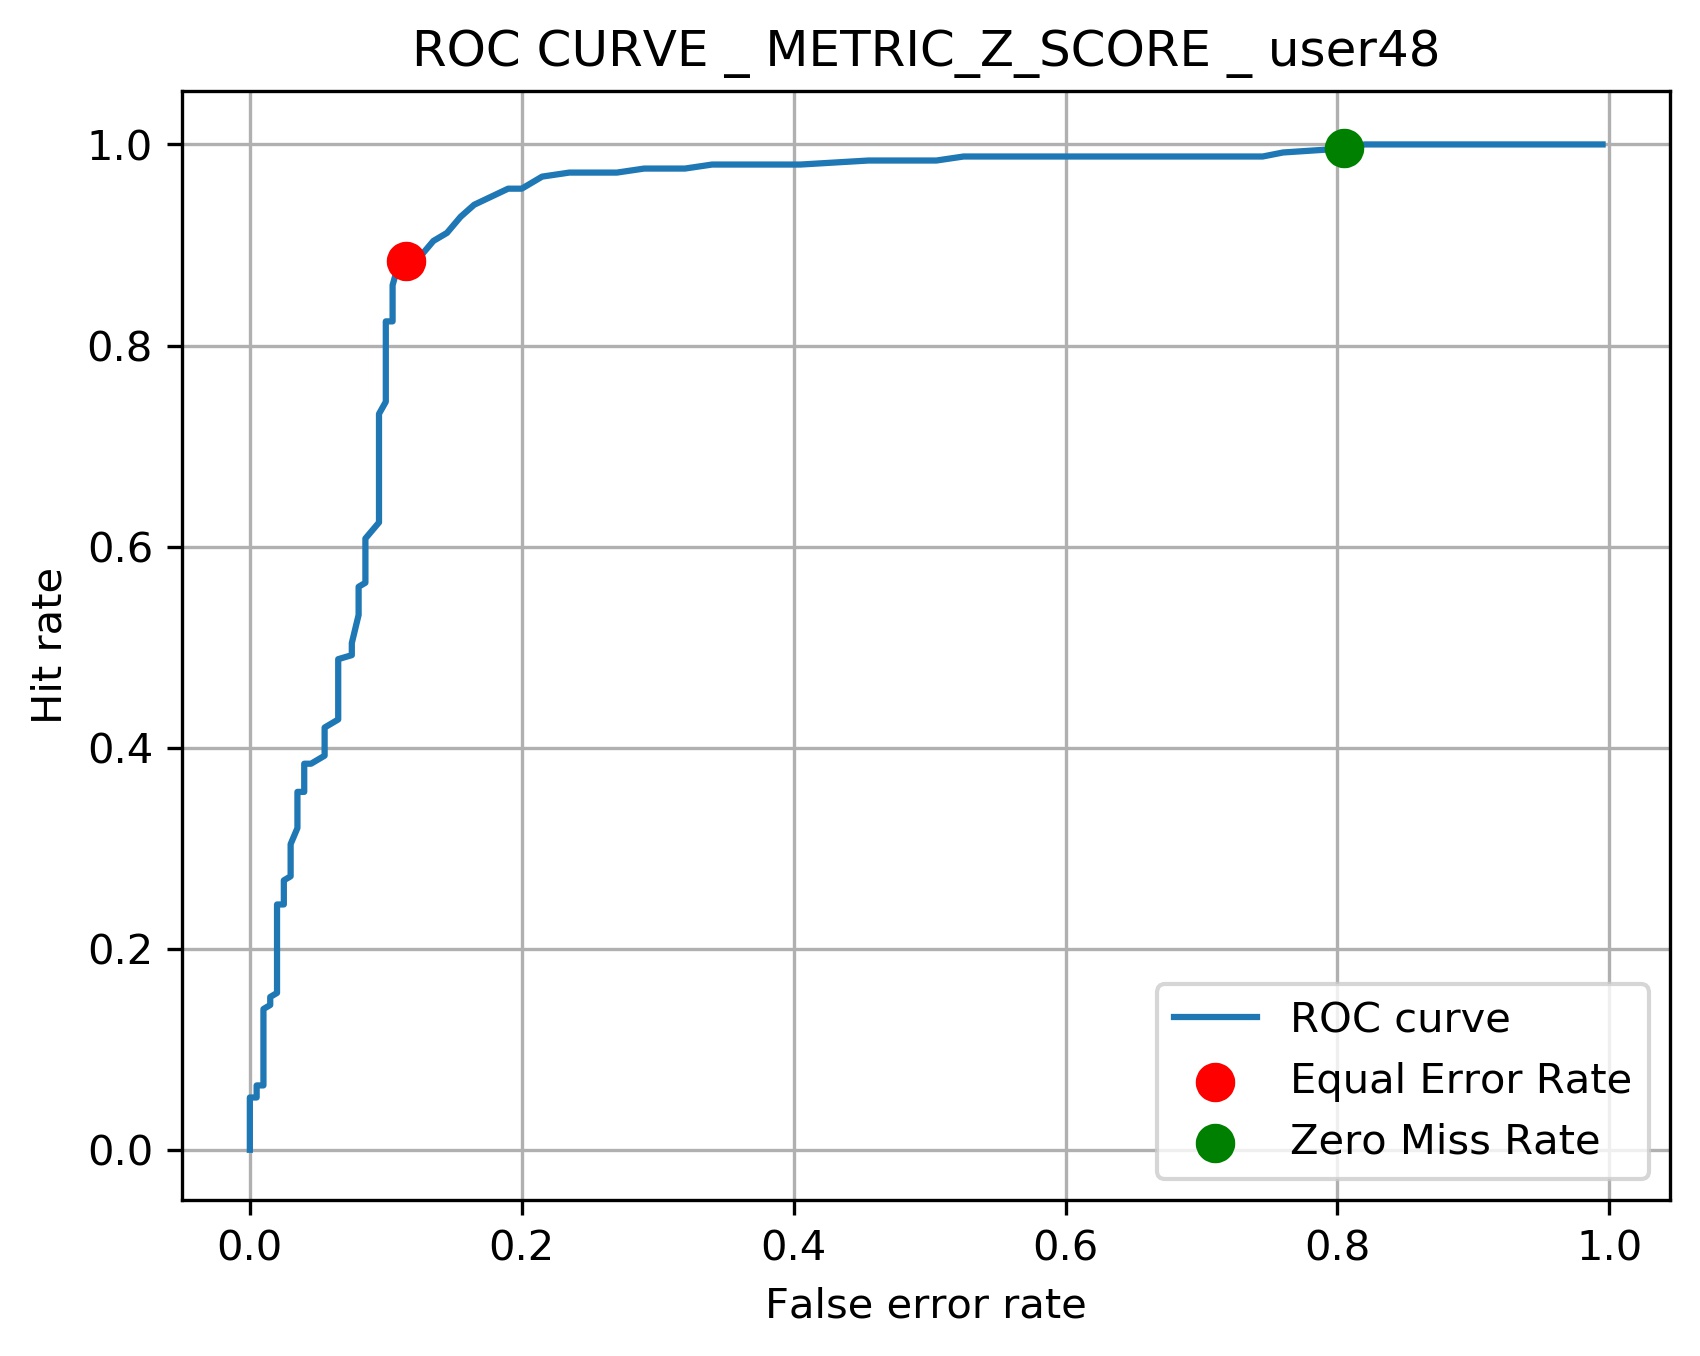 ROC CURVE _ METRIC_Z_SCORE _ user48
1.0
0.8
0.6
0.4
0.2
0.0
Hit rate
ROC curve
Equal Error Rate
Zero Miss Rate
0.0 0.2 0.4 0.6 0.8 1.0
False error rate